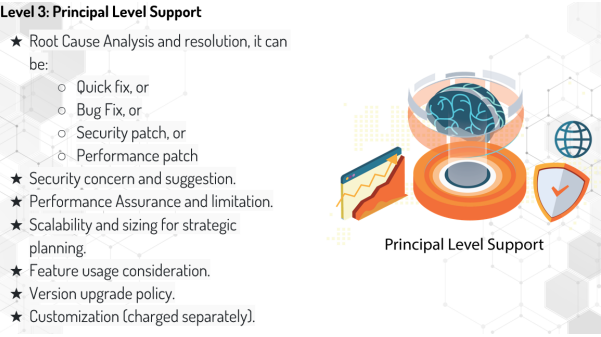 Level 3: Principal Level Support
★ Root Cause Analysis and resolution, it can
be:
○ Quick fix, or
○ Bug Fix, or
○ Security patch, or
○ Performance patch
★ Security concern and suggestion.
★ Performance Assurance and limitation.
★ Scalability and sizing for strategic
planning.
★ Feature usage consideration.
★ Version upgrade policy.
★ Customization (charged separately).
Principal Level Support